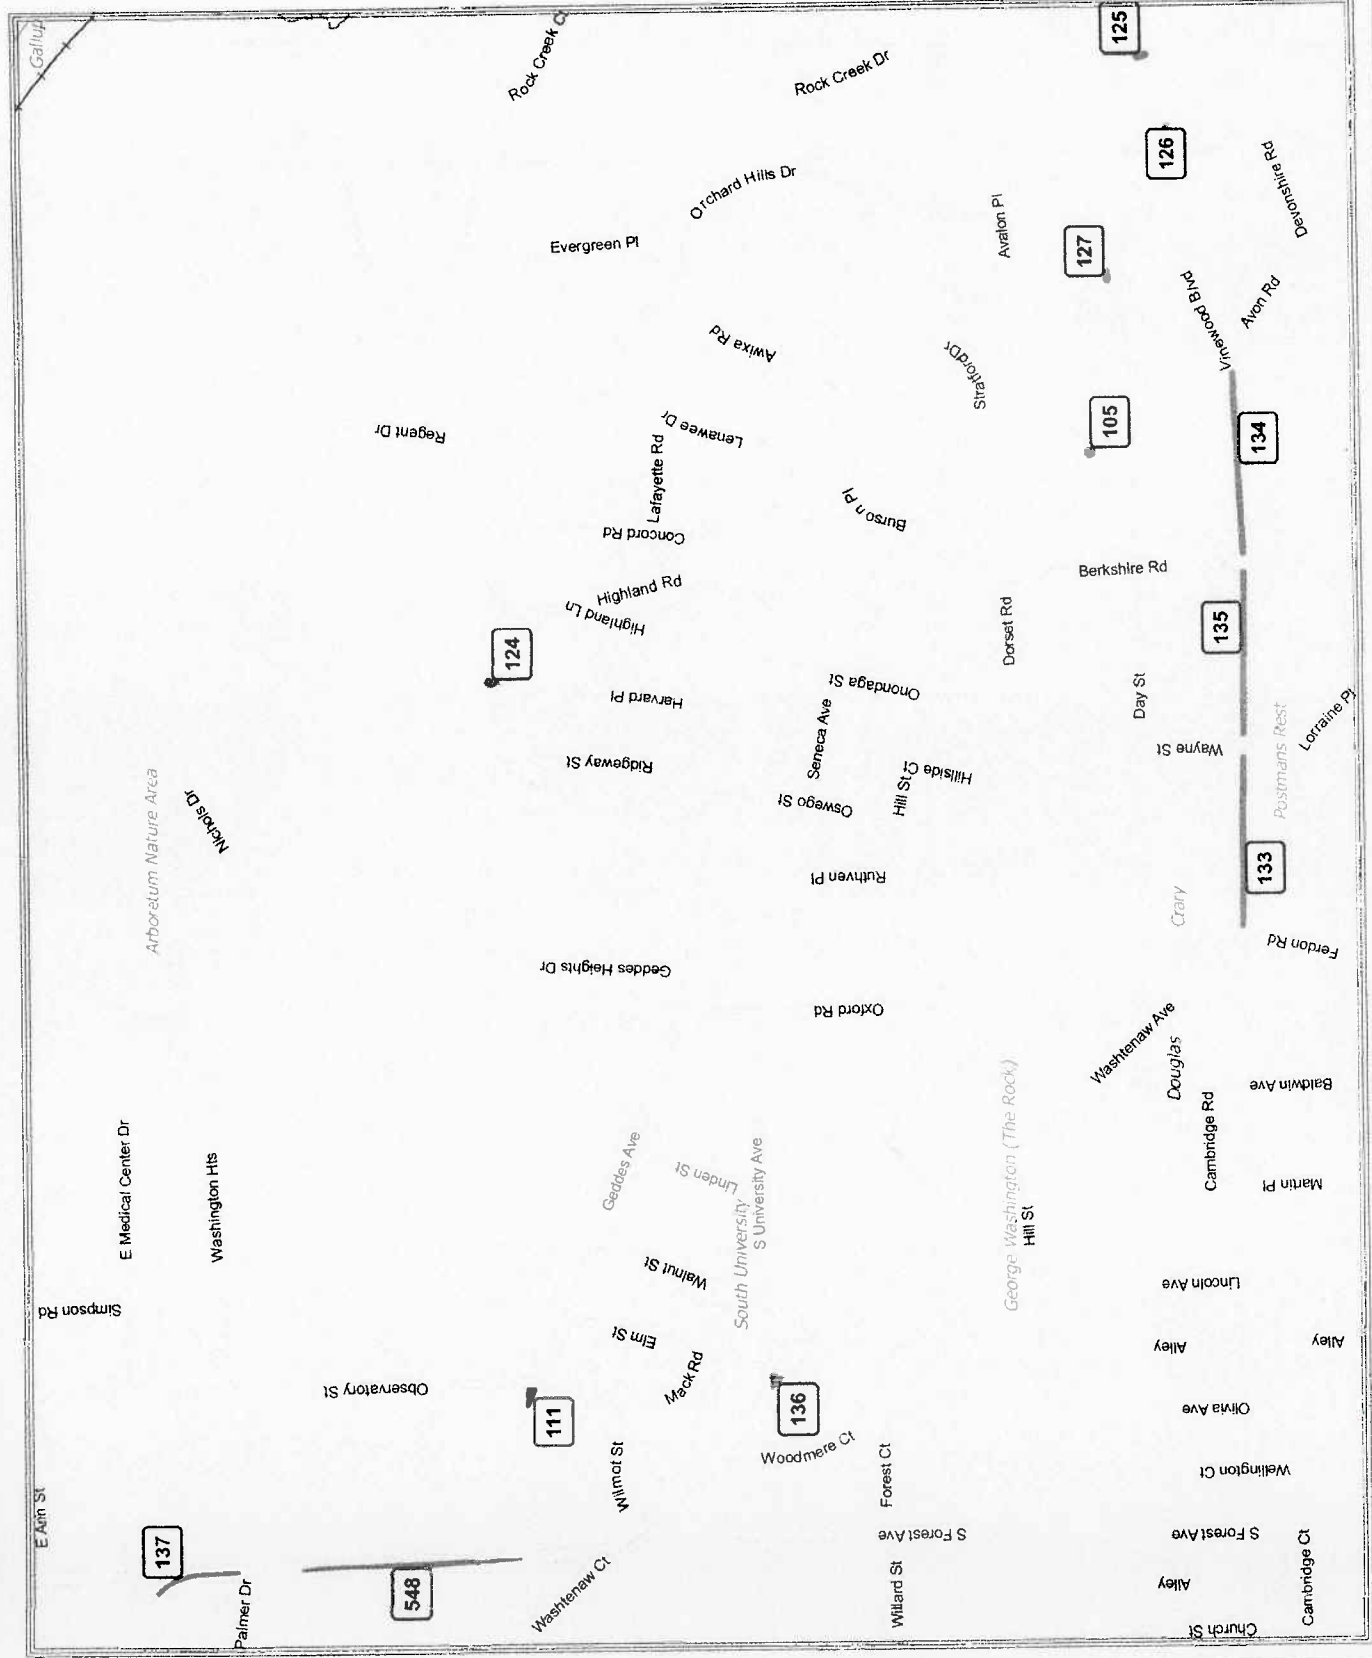 Gallup
Rock Creek Ct
Rock Creek Dr
125
126
Devonshire Rd
Orchard Hills Dr
Evergreen Pl
Avalon Pl
127
Vinewood Blvd
Avon Rd
Awixa Rd
Stratford Dr
Regent Dr
Lenawee Dr
Lafayette Rd
105
134
Burson Pl
Concord Rd
Berkshire Rd
Highland Rd
Highland Ln
Dorset Rd
135
124
Harvard Pl
Onondaga St
Day St
Seneca Ave
Wayne St
Postmans Rest
Lorraine Pl
Ridgeway St
Hillside Ct
Oswego St
Hill St
Arboretum Nature Area
Nichols Dr
Ruthven Pl
133
Crary
Ferdon Rd
Geddes Heights Dr
Oxford Rd
Washtenaw Ave
Douglas
Baldwin Ave
E Medical Center Dr
Washington Hts
Geddes Ave
Linden St
S University Ave
South University
George Washington (The Rock)
Hill St
Cambridge Rd
Martin Pl
Simpson Rd
Walnut St
Lincoln Ave
Elm St
Alley
Alley
Observatory St
Mack Rd
111
136
Olivia Ave
Woodmere Ct
Wilmot St
Forest Ct
Wellington Ct
E Ann St
137
S Forest Ave
S Forest Ave
548
Palmer Dr
Washtenaw Ct
Willard St
Alley
Cambridge Ct
Church St